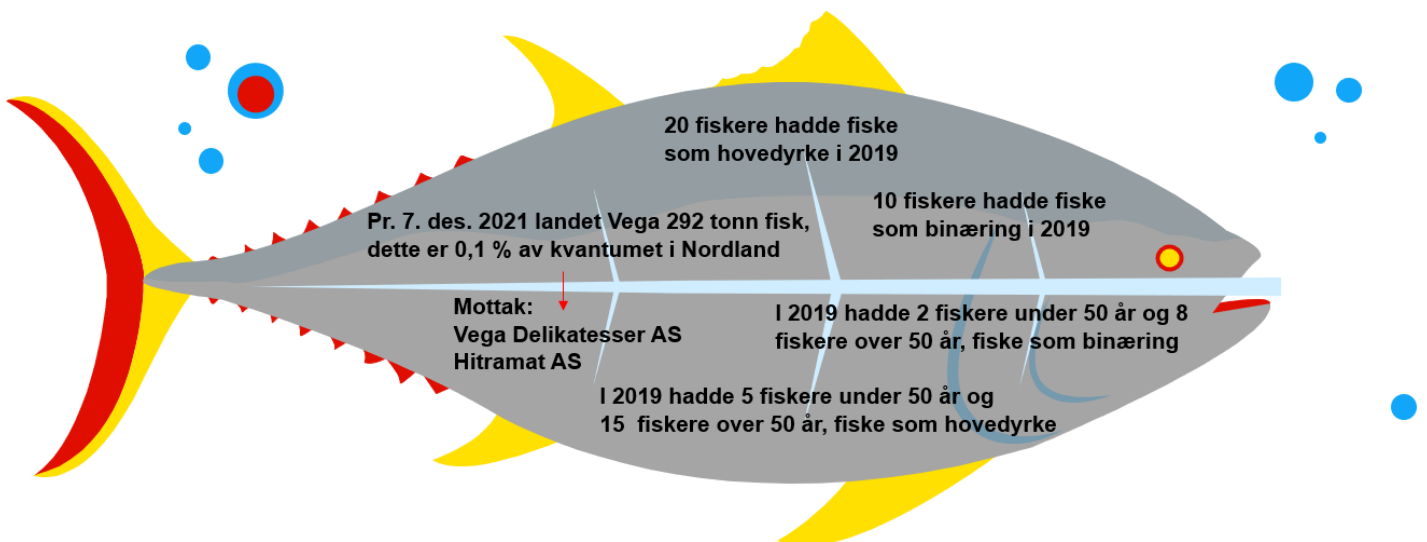 20 fiskere hadde fiske
som hovedyrke i 2019
10 fiskere hadde fiske
som binæring i 2019
Pr. 7. des. 2021 landet Vega 292 tonn fisk,
dette er 0,1 % av kvantumet i Nordland
Mottak:
Vega Delikatesser AS
Hitramat AS
I 2019 hadde 2 fiskere under 50 år og 8
fiskere over 50 år, fiske som binæring
I 2019 hadde 5 fiskere under 50 år og
15 fiskere over 50 år, fiske som hovedyrke